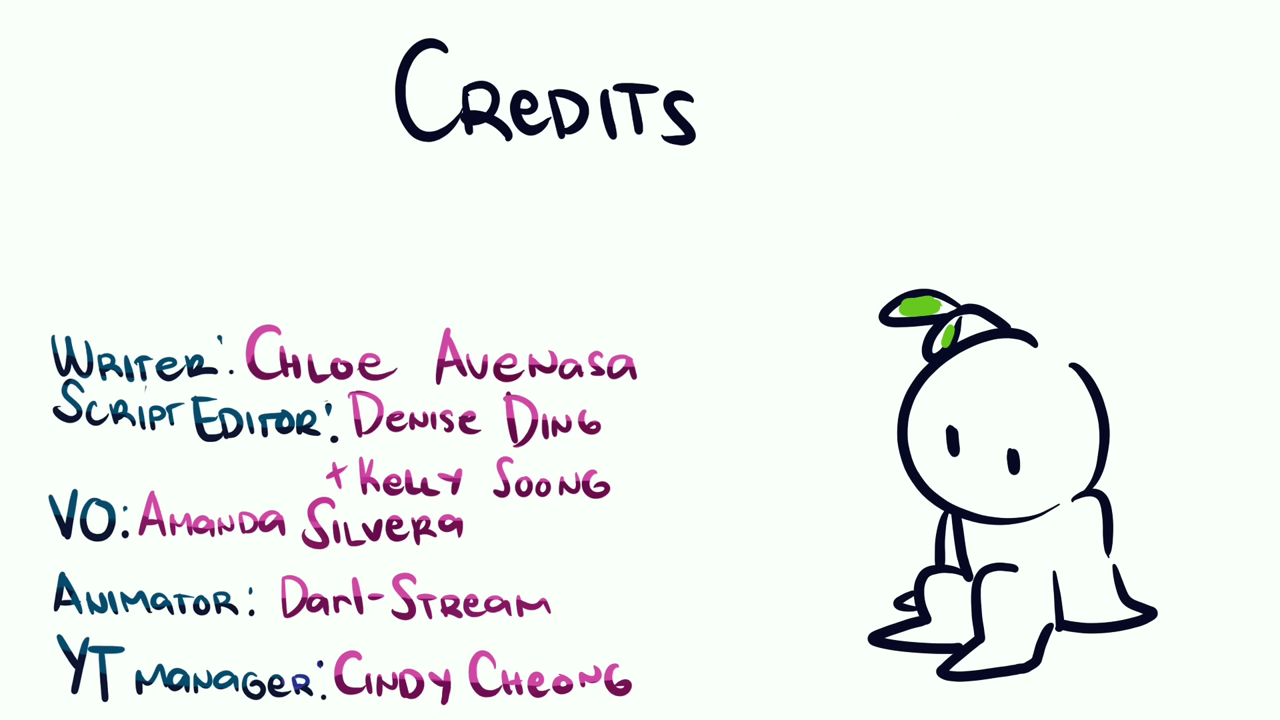 Credits
Writer: Chloe Avenasa
Script Editor: Denise Ding
+ Kelly Soong
VO: Amanda Silvera
Animator: Darl-Stream
YT manager: Cindy Cheong